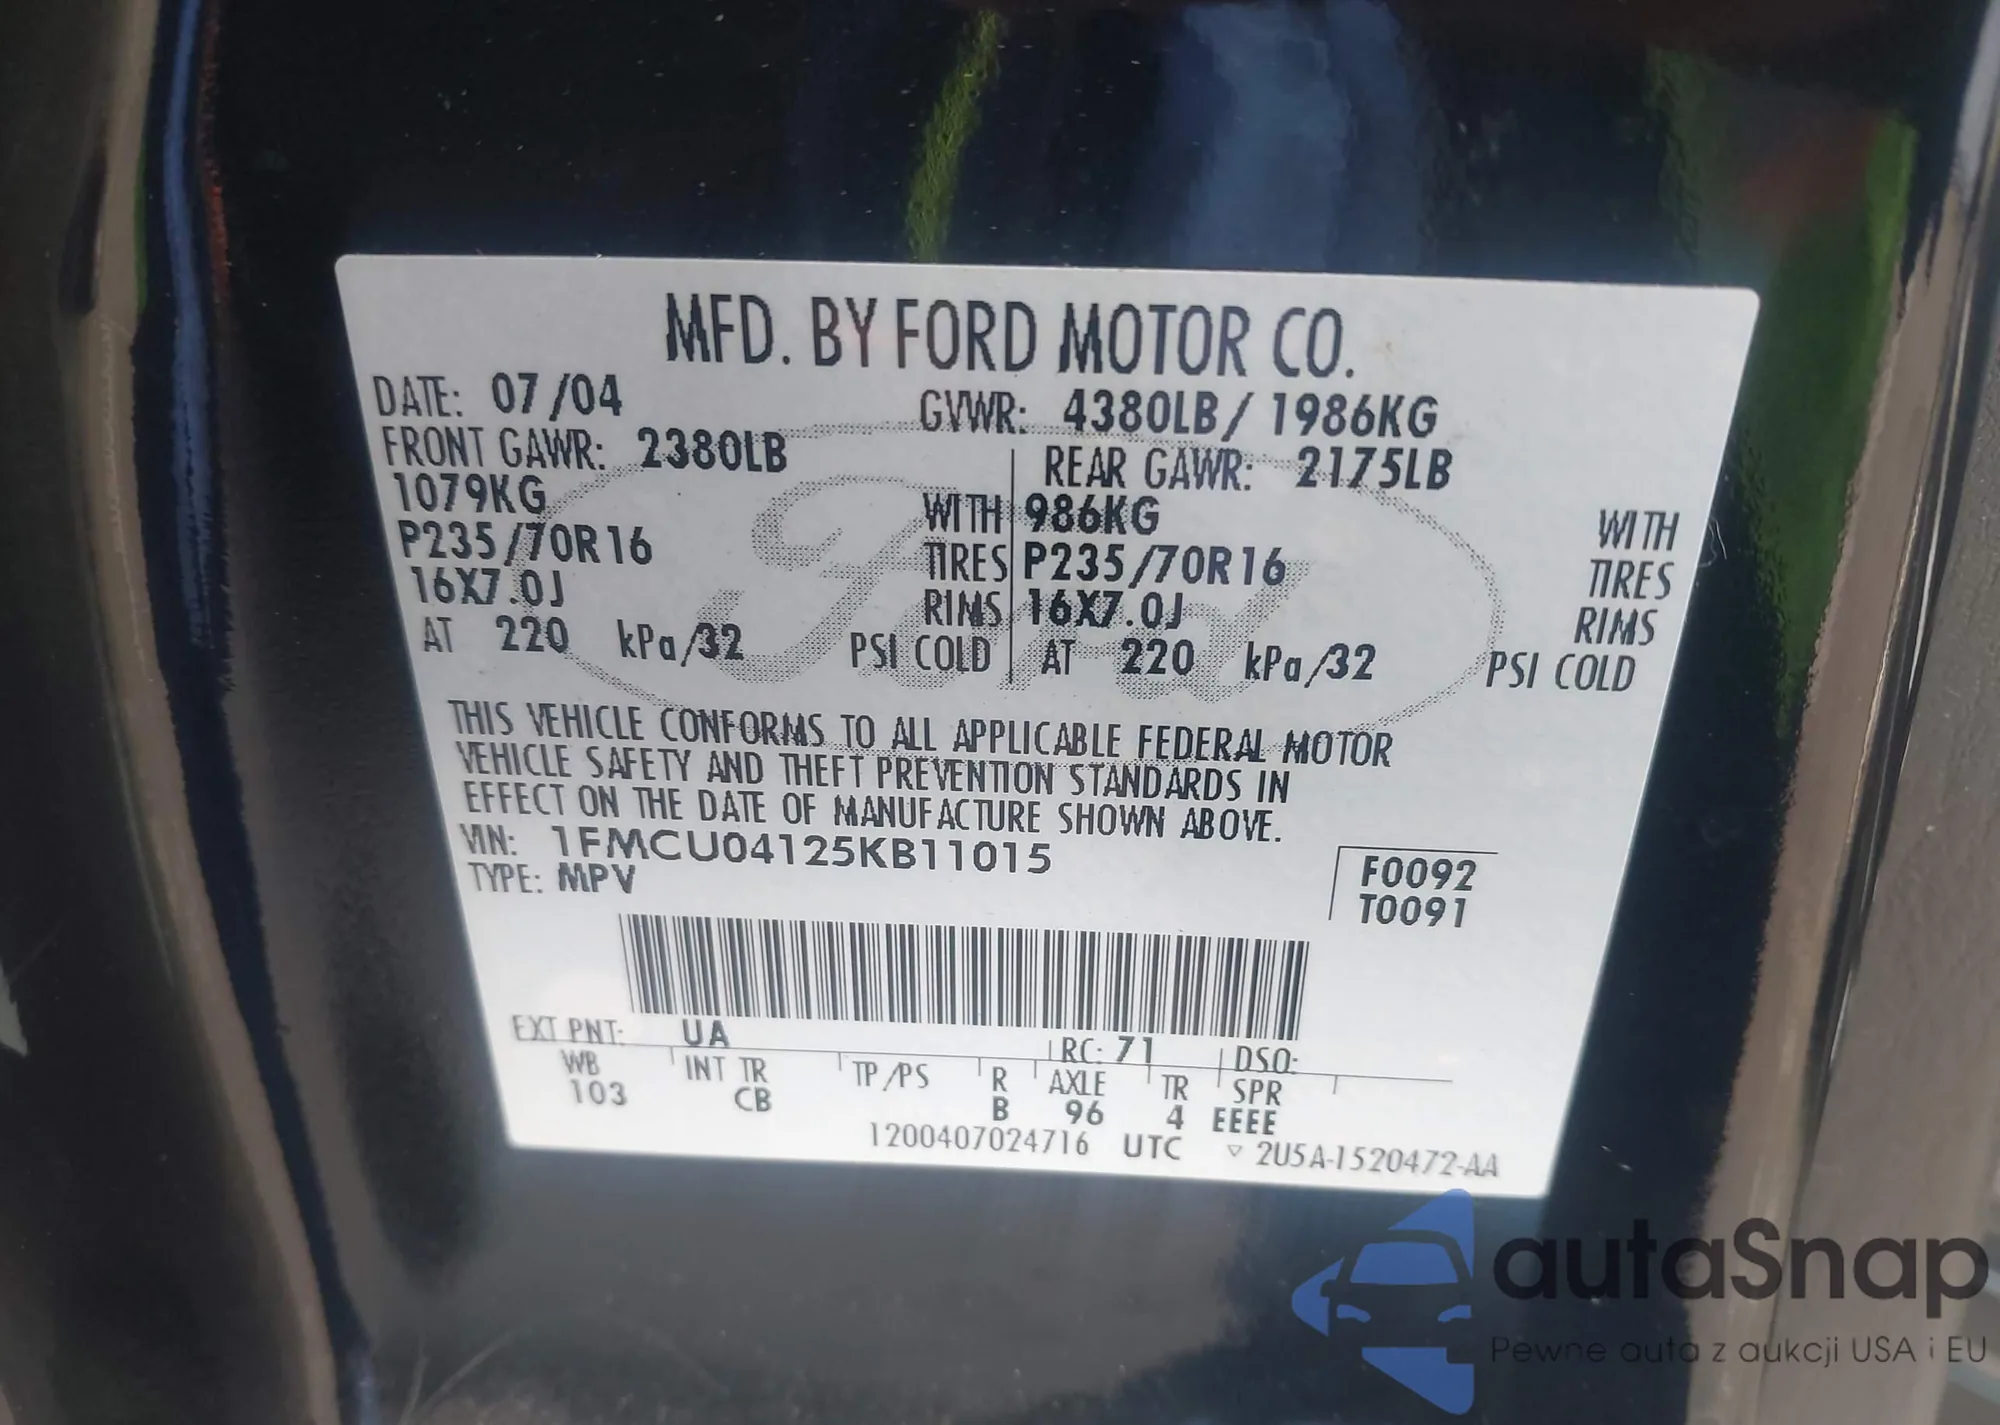 MFD. BY FORD MOTOR CO.
DATE: 07/04 GVWR: 4380LB/ 1986KG
FRONT GAWR: 2380LB REAR GAWR: 2175LB
1079KG WITH 986KG WITH
P235/70R16 TIRES P235/70R16 TIRES
16X7.0J RIMS 16X7.0J RIMS
AT 220 kPa/32 PSI COLD AT 220 kPa/32 PSI COLD
THIS VEHICLE CONFORMS TO ALL APPLICABLE FEDERAL MOTOR
VEHICLE SAFETY AND THEFT PREVENTION STANDARDS IN
EFFECT ON THE DATE OF MANUFACTURE SHOWN ABOVE.
VIN: 1FMCU04125KB11015
TYPE: MPV
F0092
T0091
EXT PNT: UA RC: 71 DSO:
WB INT TR TP/PS R AXLE TR SPR
103 CB B 96 4 EEEE
1200407024716 UTC ▽ 2U5A-1520472-AA
Ford
autaSnap
Pewne auta z aukcji USA i EU